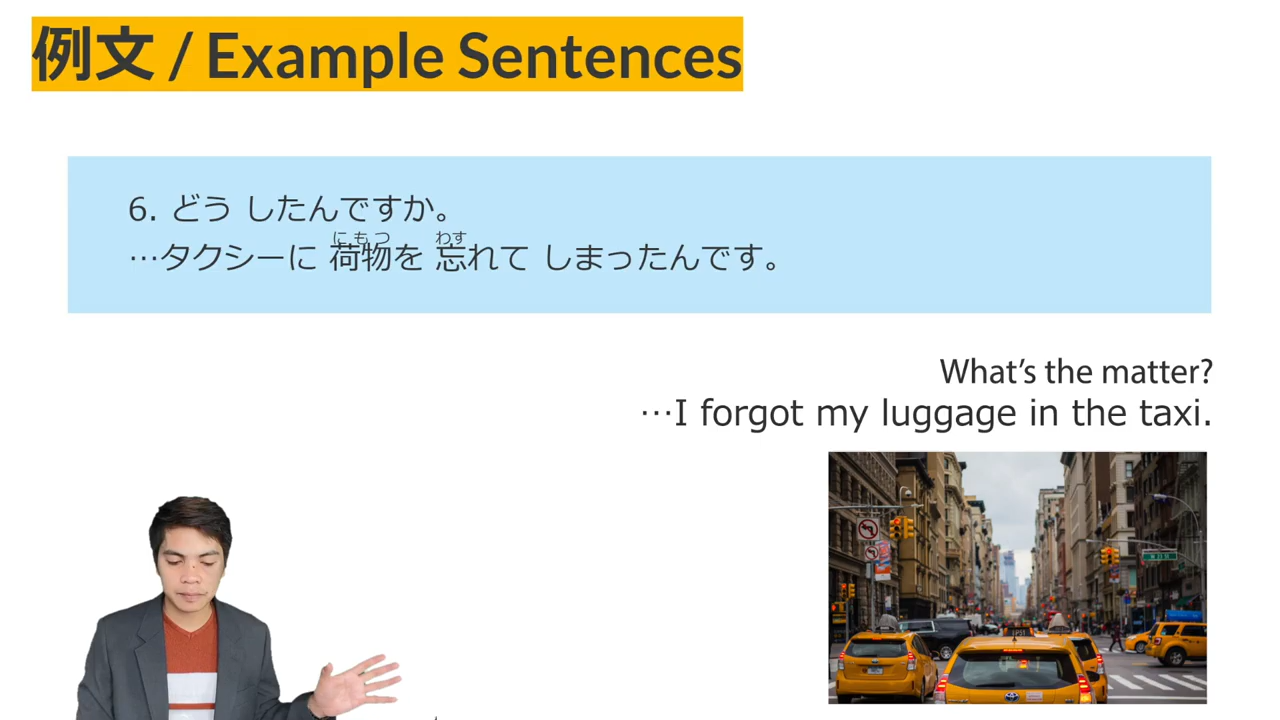 例文 / Example Sentences
6. どう したんですか。
にもつ わす
…タクシーに 荷物を 忘れて しまったんです。
What's the matter?
…I forgot my luggage in the taxi.